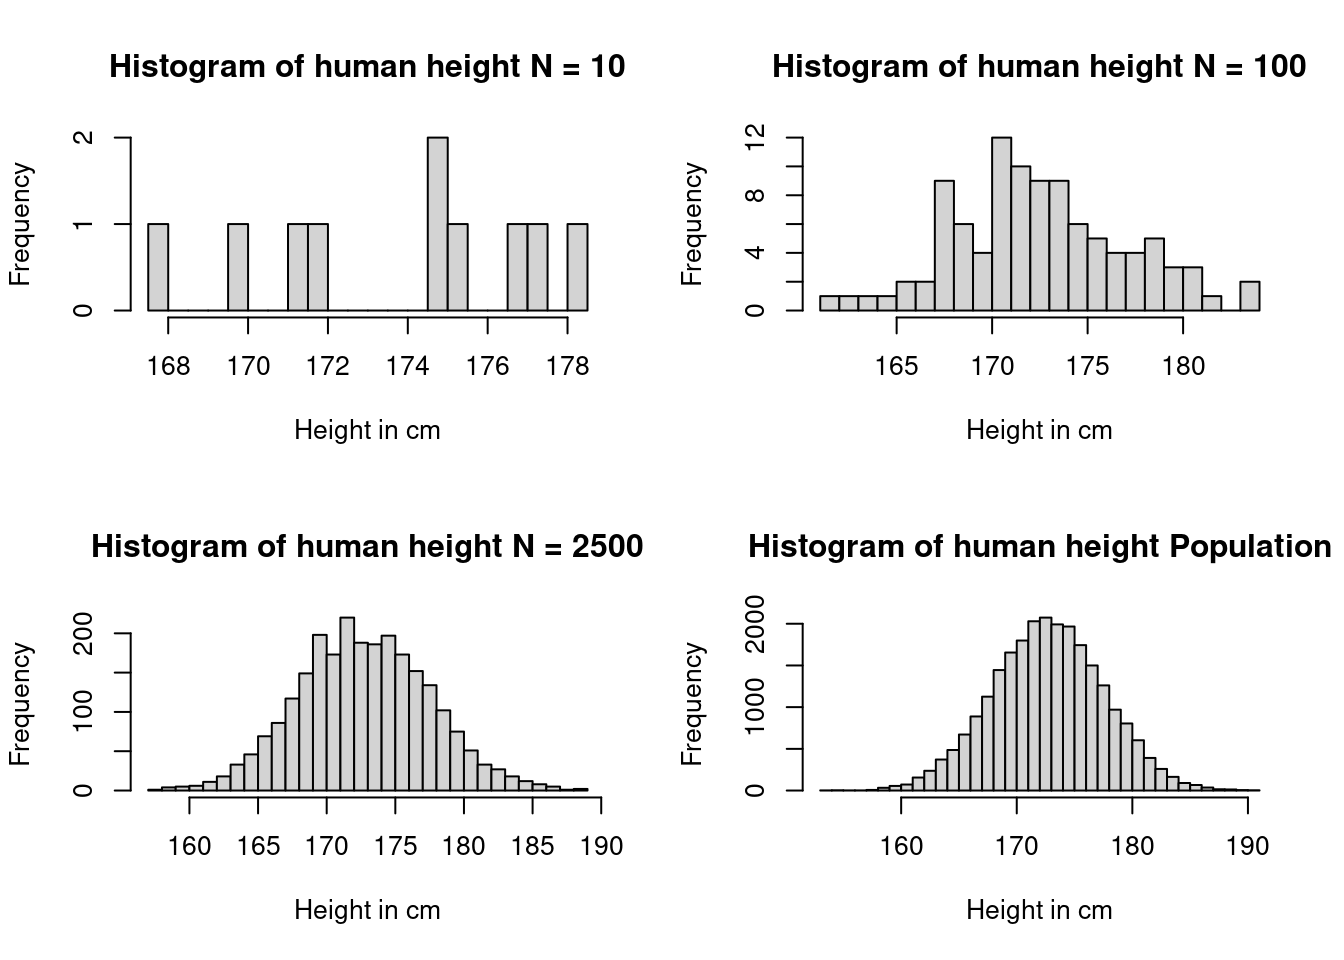 Histogram of human height N = 10
Frequency
2
1
0
168 170 172 174 176 178
Height in cm
Histogram of human height N = 100
Frequency
12
8
4
0
165 170 175 180
Height in cm
Histogram of human height N = 2500
Frequency
200
100
0
160 165 170 175 180 185 190
Height in cm
Histogram of human height Population
Frequency
2000
1000
0
160 170 180 190
Height in cm